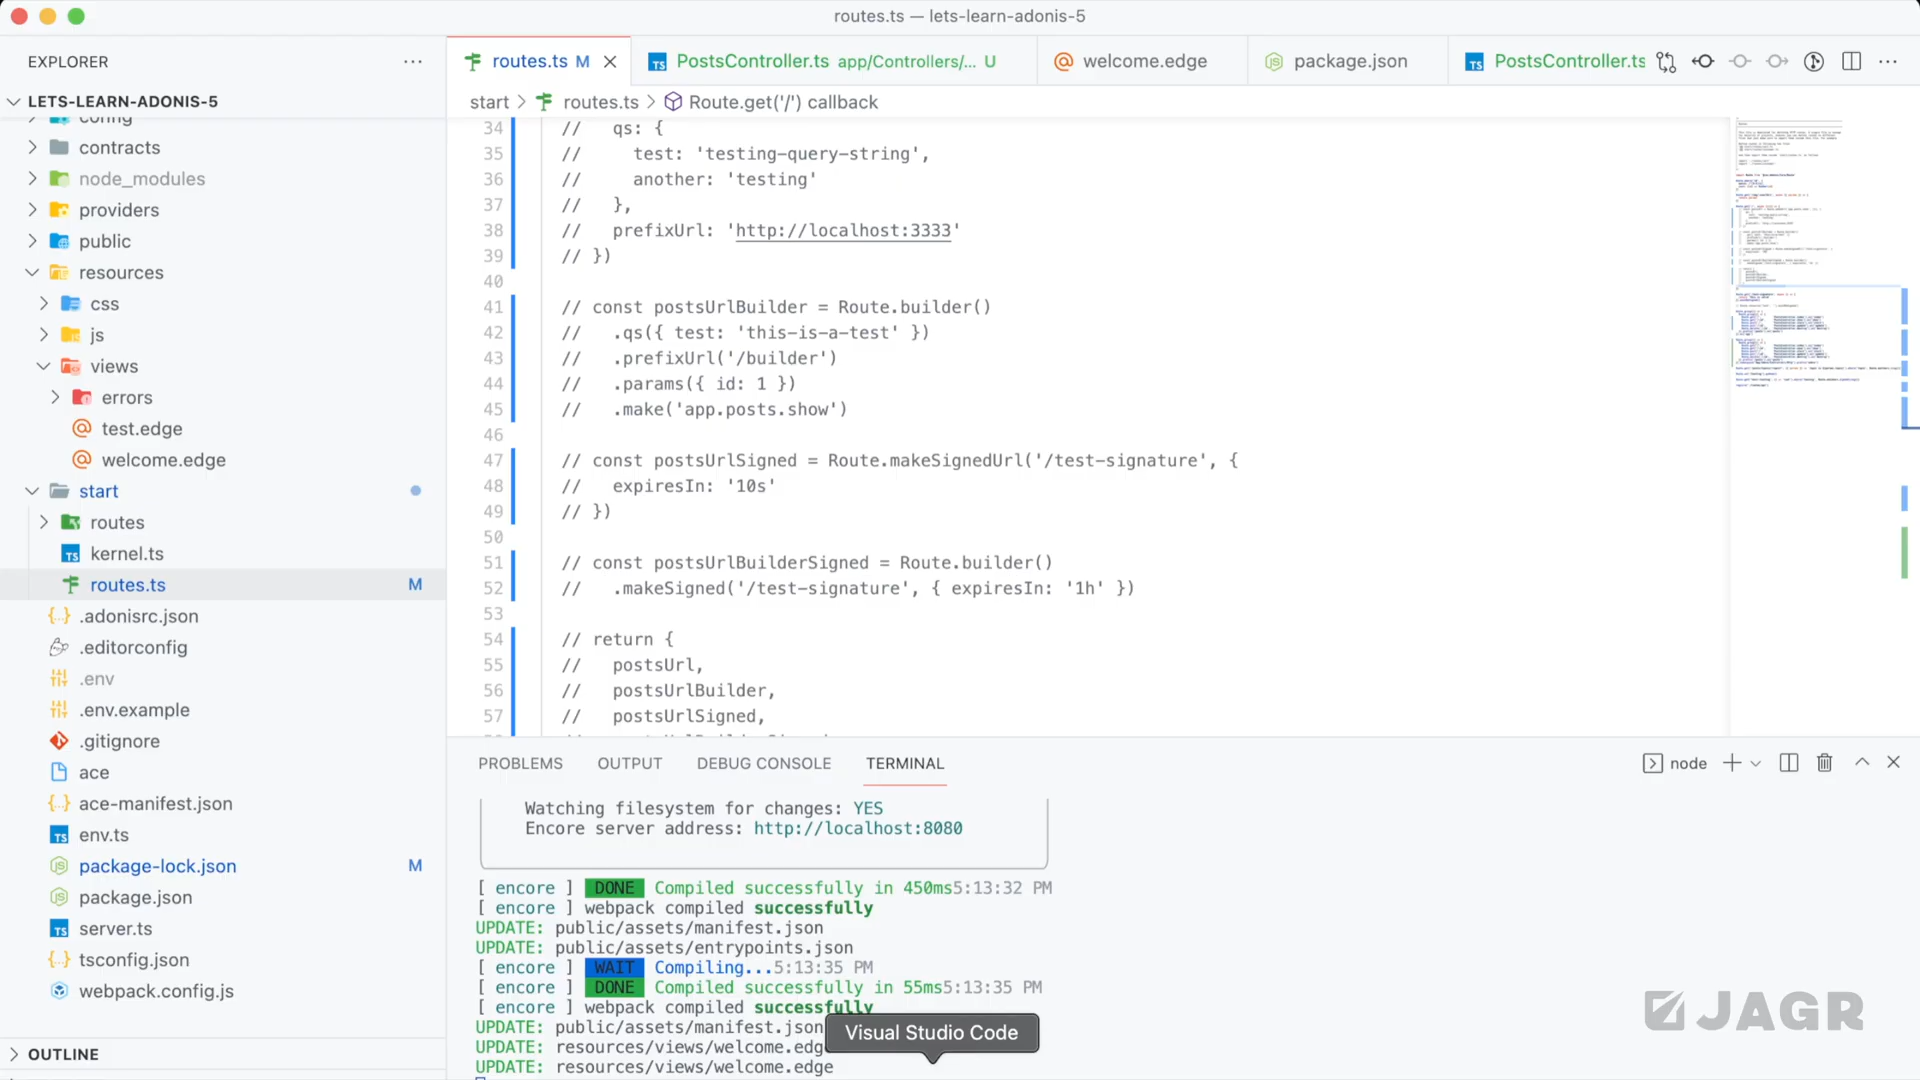 routes.ts — lets-learn-adonis-5
EXPLORER
LETS-LEARN-ADONIS-5
config
contracts
node_modules
providers
public
resources
css
js
views
errors
test.edge
welcome.edge
start
routes
kernel.ts
routes.ts M
.adonisrc.json
.editorconfig
.env
.env.example
.gitignore
ace
ace-manifest.json
env.ts
package-lock.json M
package.json
server.ts
tsconfig.json
webpack.config.js
OUTLINE
routes.ts M
PostsController.ts app/Controllers/... U
welcome.edge
package.json
PostsController.ts
start > routes.ts > Route.get('/') callback
34 // qs: {
35 // test: 'testing-query-string',
36 // another: 'testing'
37 // },
38 // prefixUrl: 'http://localhost:3333'
39 // })
40
41 // const postsUrlBuilder = Route.builder()
42 // .qs({ test: 'this-is-a-test' })
43 // .prefixUrl('/builder')
44 // .params({ id: 1 })
45 // .make('app.posts.show')
46
47 // const postsUrlSigned = Route.makeSignedUrl('/test-signature', {
48 // expiresIn: '10s'
49 // })
50
51 // const postsUrlBuilderSigned = Route.builder()
52 // .makeSigned('/test-signature', { expiresIn: '1h' })
53
54 // return {
55 // postsUrl,
56 // postsUrlBuilder,
57 // postsUrlSigned,
PROBLEMS OUTPUT DEBUG CONSOLE TERMINAL
node
Watching filesystem for changes: YES
Encore server address: http://localhost:8080
[ encore ] DONE Compiled successfully in 450ms5:13:32 PM
[ encore ] webpack compiled successfully
UPDATE: public/assets/manifest.json
UPDATE: public/assets/entrypoints.json
[ encore ] WAIT Compiling...5:13:35 PM
[ encore ] DONE Compiled successfully in 55ms5:13:35 PM
[ encore ] webpack compiled successfully
UPDATE: public/assets/manifest.json
UPDATE: resources/views/welcome.edg
UPDATE: resources/views/welcome.edge
Visual Studio Code
JAGR